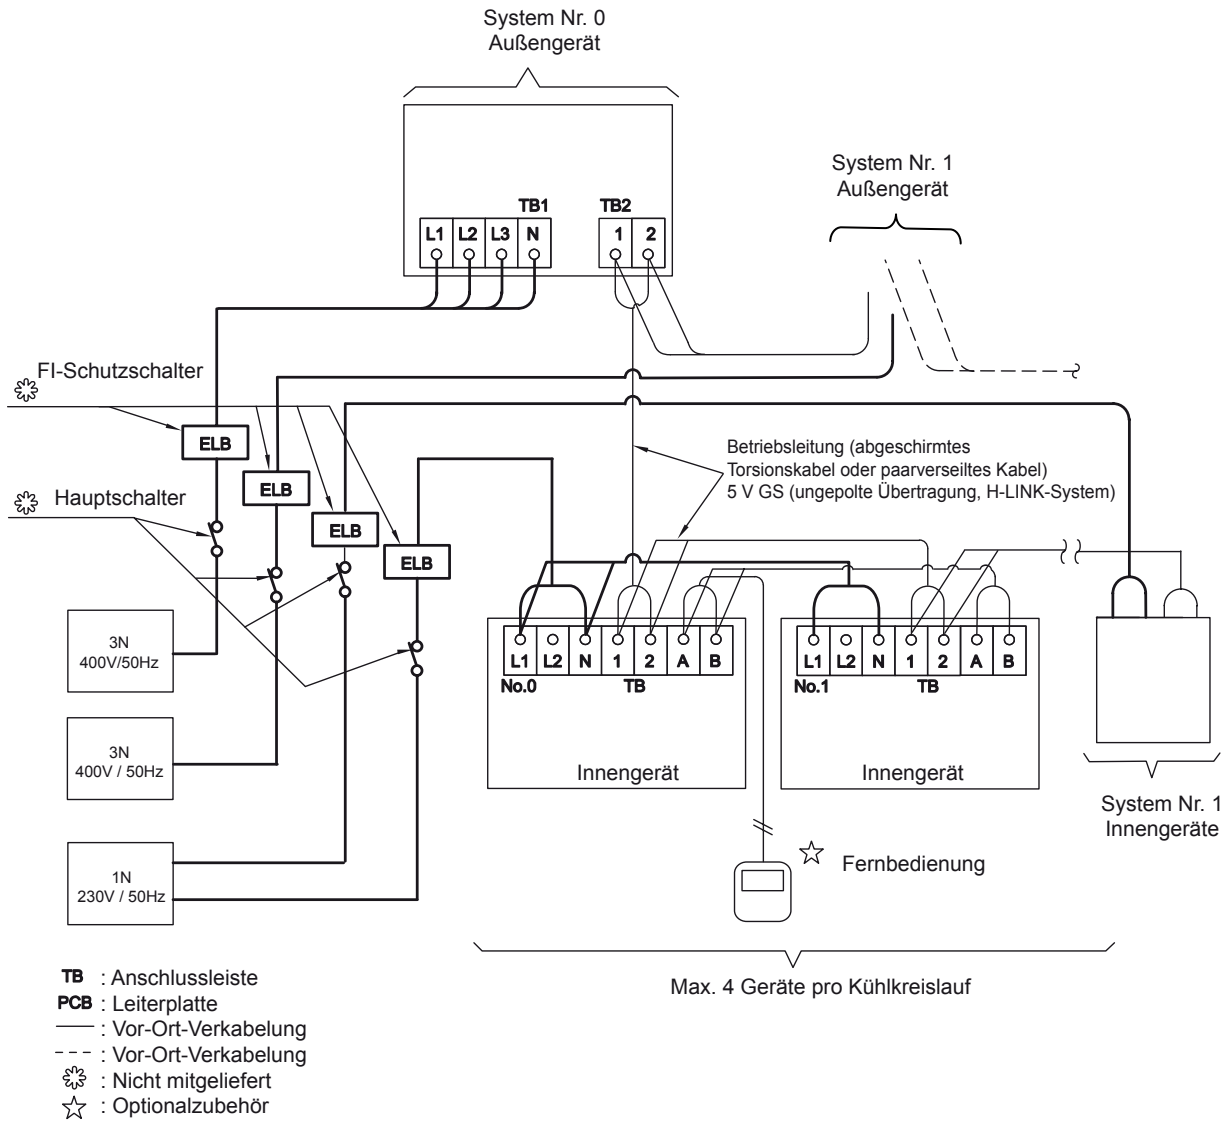 System Nr. 0
Außengerät
System Nr. 1
Außengerät
TB1
TB2
L1 L2 L3 N
1 2
FI-Schutzschalter
ELB
Betriebsleitung (abgeschirmtes
Torsionskabel oder paarverseiltes Kabel)
5 V GS (ungepolte Übertragung, H-LINK-System)
Hauptschalter
ELB
ELB
ELB
3N
400V/50Hz
L1 L2 N 1 2 A B
No.0
TB
L1 L2 N 1 2 A B
No.1
TB
3N
400V / 50Hz
Innengerät
Innengerät
System Nr. 1
Innengeräte
1N
230V / 50Hz
Fernbedienung
Max. 4 Geräte pro Kühlkreislauf
TB : Anschlussleiste
PCB : Leiterplatte
: Vor-Ort-Verkabelung
: Vor-Ort-Verkabelung
: Nicht mitgeliefert
: Optionalzubehör